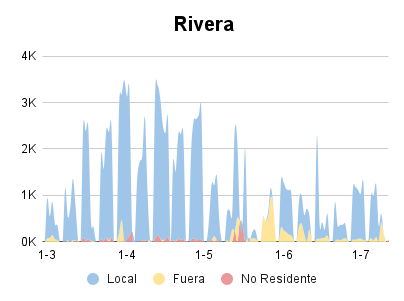 Rivera
4K
3K
2K
1K
0K
1-3 1-4 1-5 1-6 1-7
Local Fuera No Residente